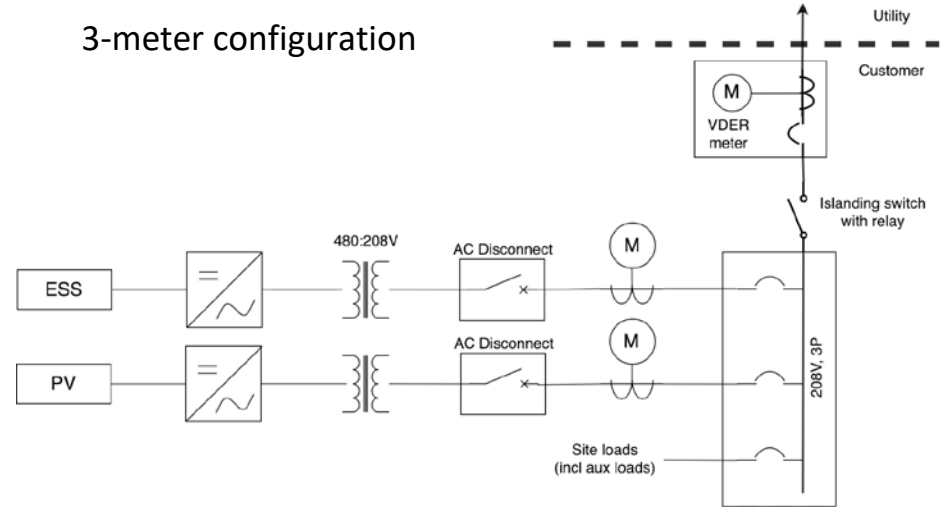 3-meter configuration
Utility
Customer
M
VDER
meter
Islanding switch
with relay
480:208V
AC Disconnect
M
ESS
AC Disconnect
M
PV
208V, 3P
Site loads
(incl aux loads)